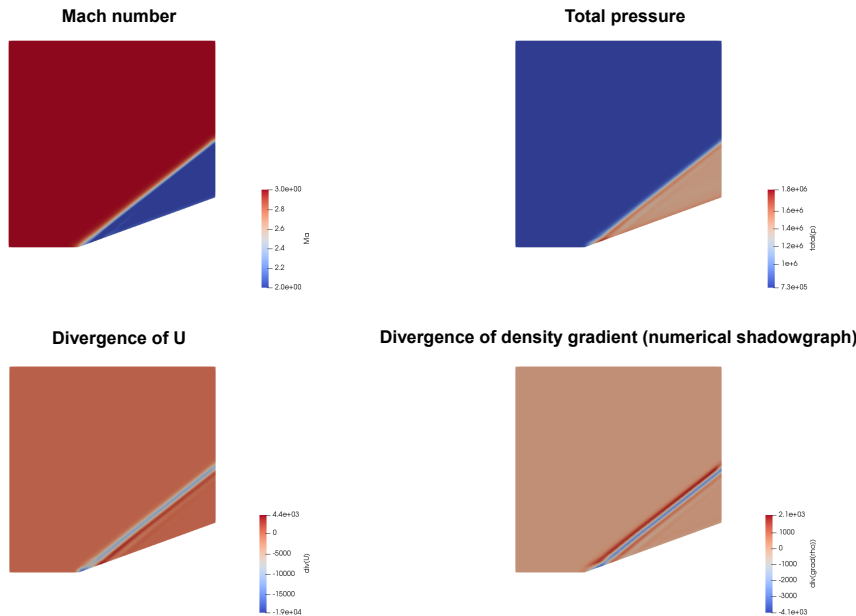 Mach number
Total pressure
3.0e+00
2.8
2.6
2.4
2.2
2.0e+00
Ma
1.8e+06
1.6e+6
1.4e+6
1.2e+6
1e+6
7.3e+05
total(p)
Divergence of U
Divergence of density gradient (numerical shadowgraph)
4.4e+03
0
-5000
-10000
-15000
-1.9e+04
div(U)
2.1e+03
1000
0
-1000
-2000
-3000
-4.1e+03
div(grad(rho))